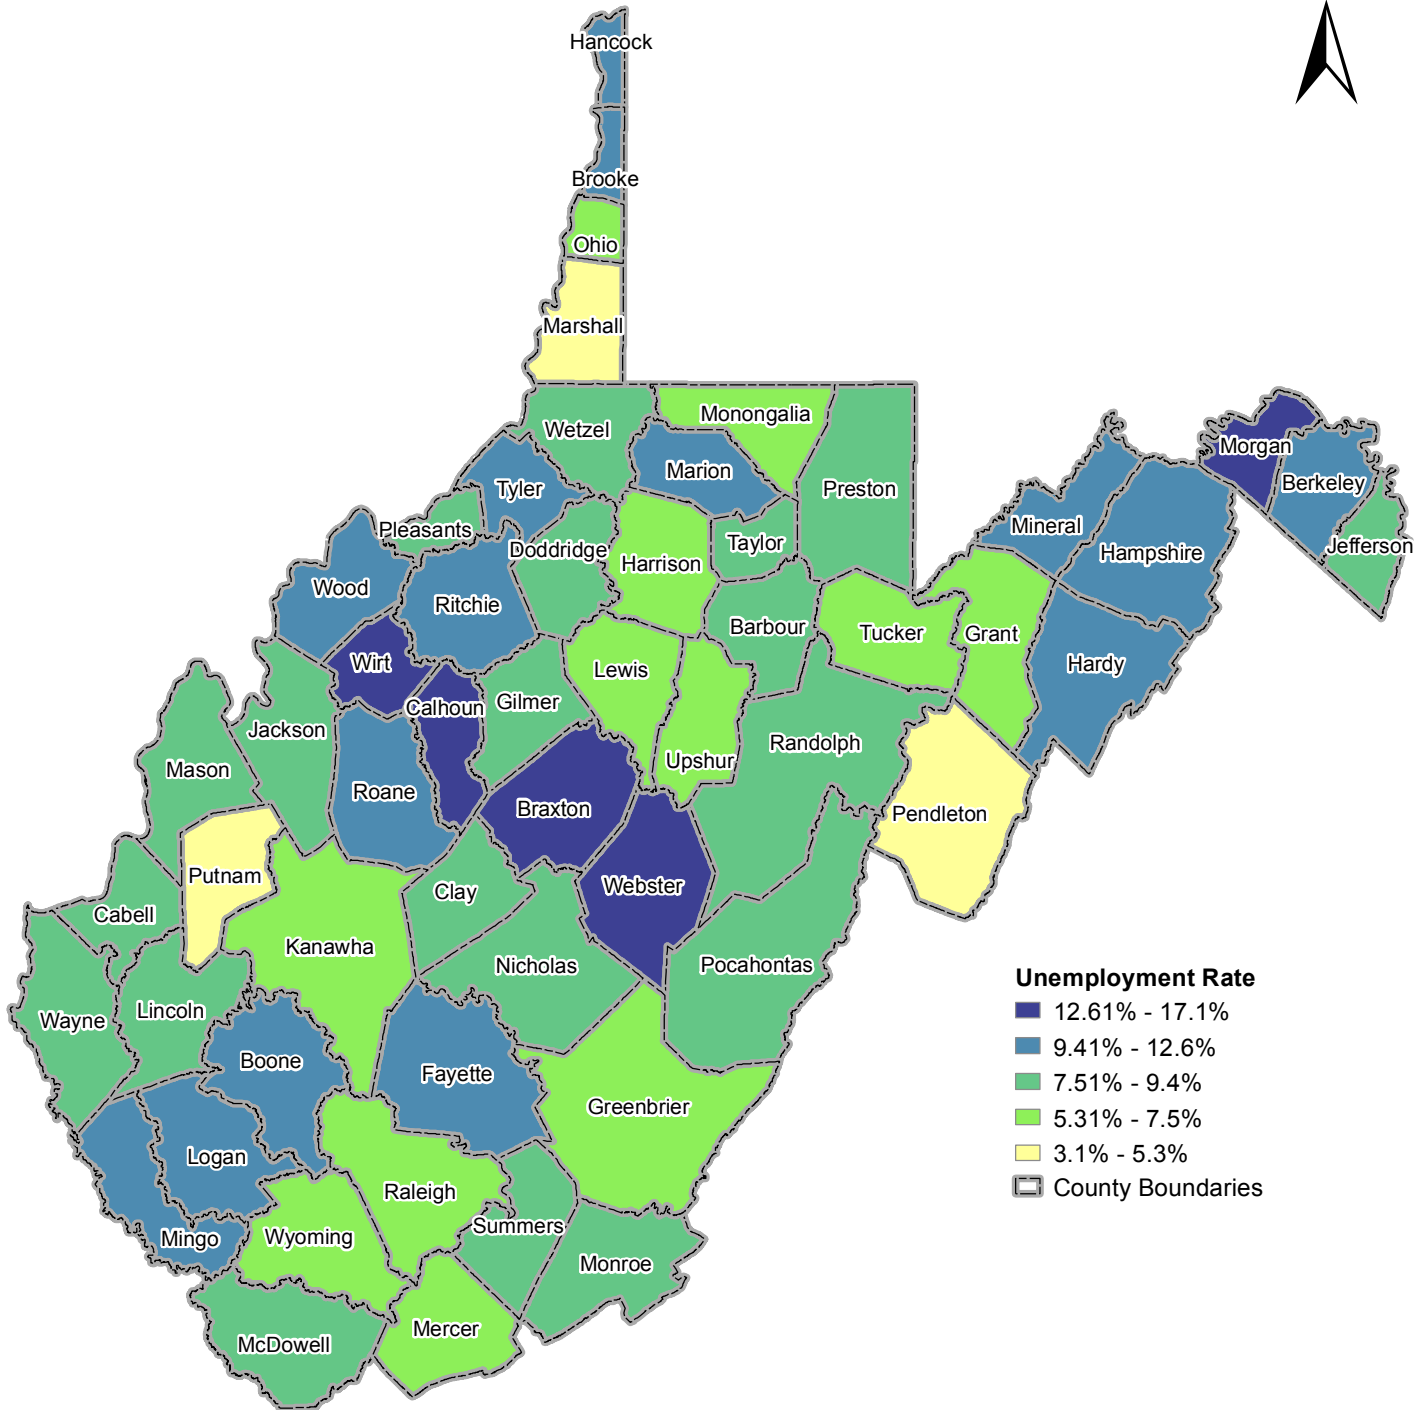 Hancock
Brooke
Ohio
Marshall
Wetzel
Monongalia
Marion
Tyler
Preston
Pleasants
Doddridge
Taylor
Harrison
Morgan
Berkeley
Mineral
Hampshire
Jefferson
Wood
Ritchie
Barbour
Tucker
Grant
Hardy
Wirt
Lewis
Calhoun
Gilmer
Jackson
Randolph
Upshur
Mason
Roane
Braxton
Pendleton
Putnam
Webster
Clay
Cabell
Kanawha
Nicholas
Pocahontas
Lincoln
Wayne
Boone
Fayette
Greenbrier
Logan
Raleigh
Summers
Mingo
Wyoming
Monroe
Mercer
McDowell
Unemployment Rate
12.61% - 17.1%
9.41% - 12.6%
7.51% - 9.4%
5.31% - 7.5%
3.1% - 5.3%
County Boundaries